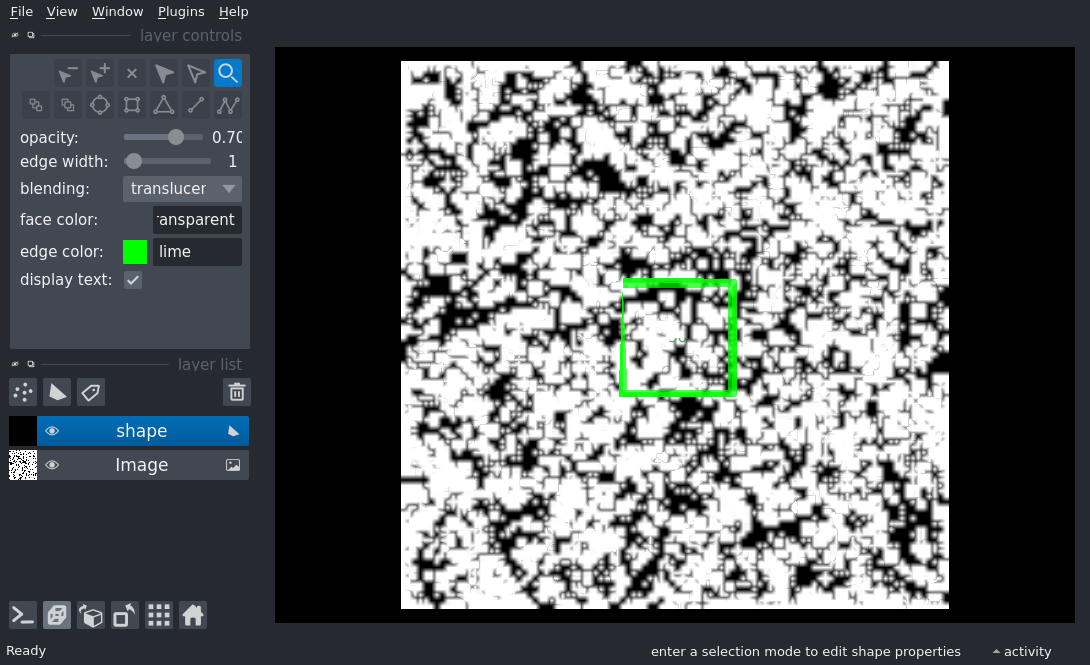 File View Window Plugins Help
layer controls
opacity: 0.70
edge width: 1
blending: translucer
face color: ansparent
edge color: lime
display text:
layer list
shape
Image
Ready
enter a selection mode to edit shape properties
activity